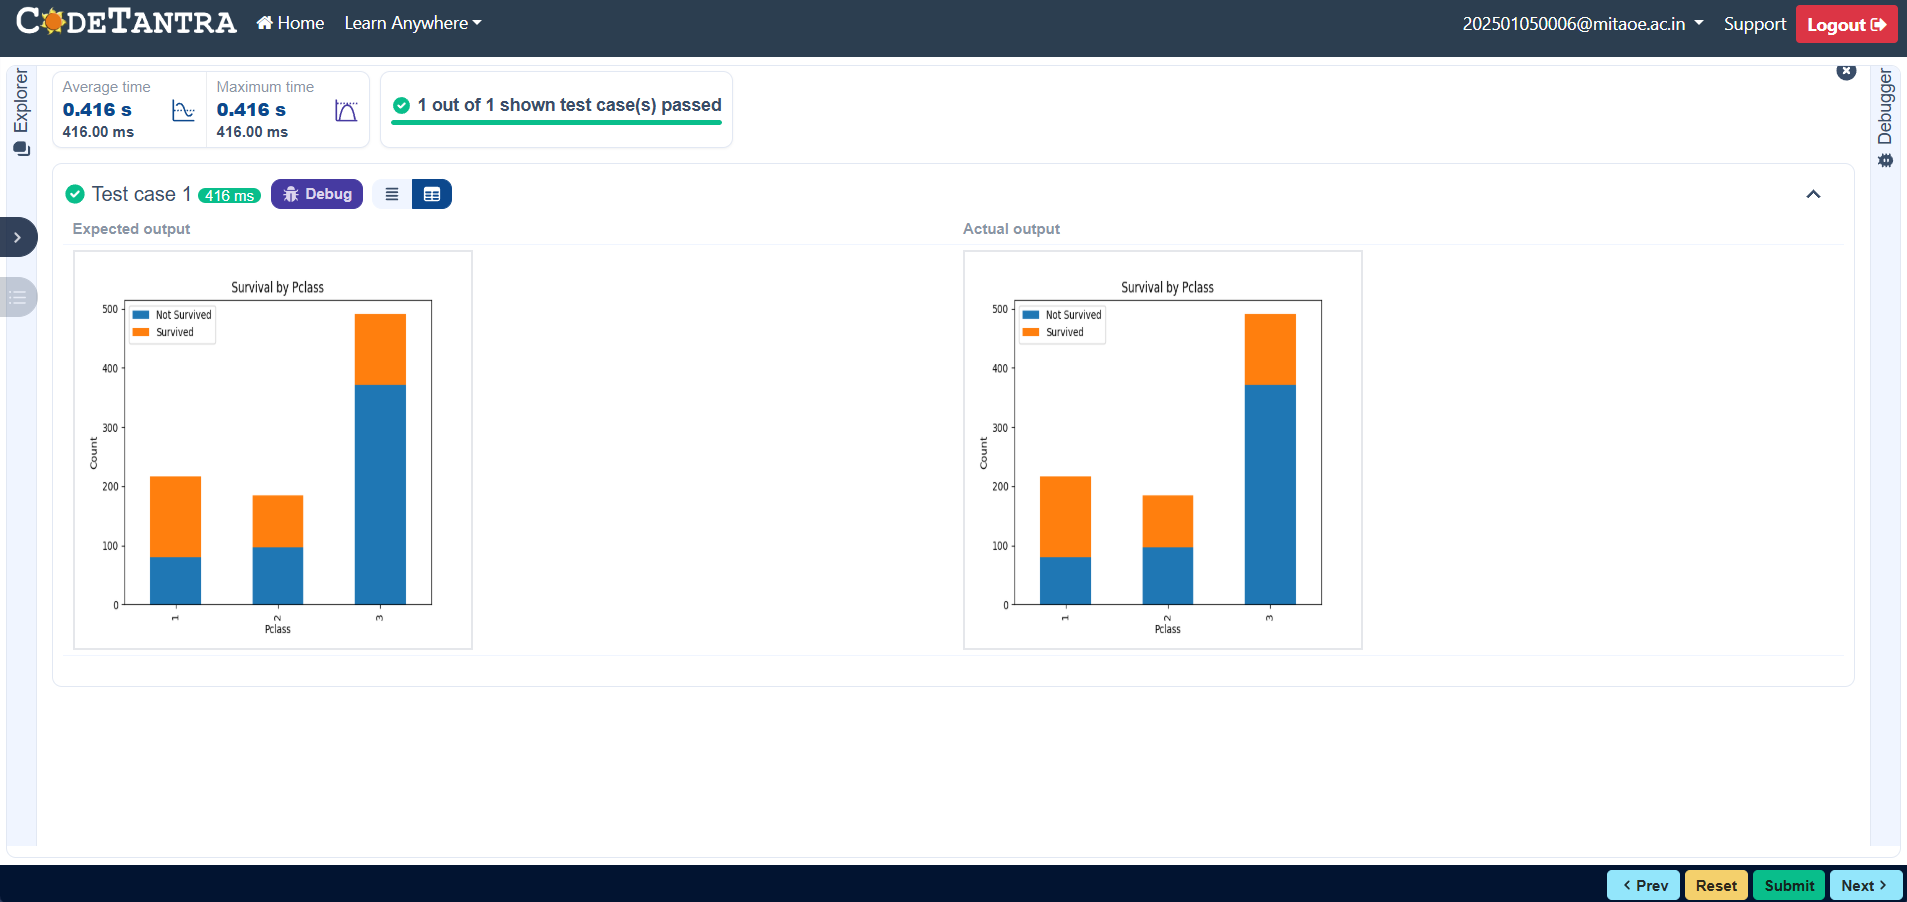 CODETANTRA Home Learn Anywhere 202501050006@mitaoe.ac.in Support Logout
Explorer
Debugger
Average time
0.416 s
416.00 ms
Maximum time
0.416 s
416.00 ms
1 out of 1 shown test case(s) passed
Test case 1 416 ms Debug
Expected output
Survival by Pclass
Not Survived
Survived
500
400
300
200
100
0
Count
1 2 3
Pclass
Actual output
Survival by Pclass
Not Survived
Survived
500
400
300
200
100
0
Count
1 2 3
Pclass
Prev Reset Submit Next